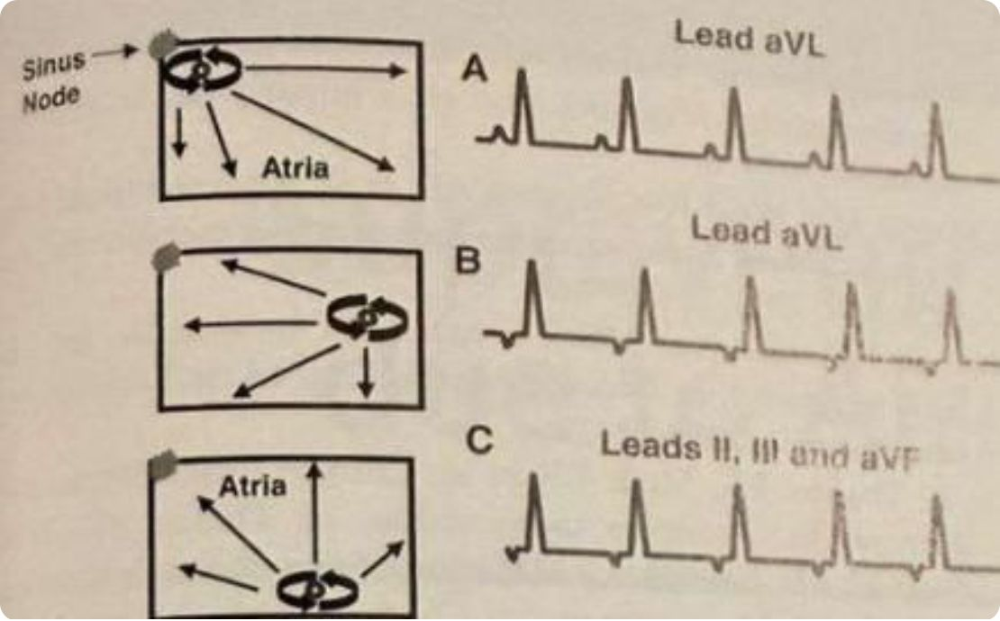 Lead aVL
A
Sinus
Node
Atria
Lead aVL
B
C
Leads II, III and aVF
Atria